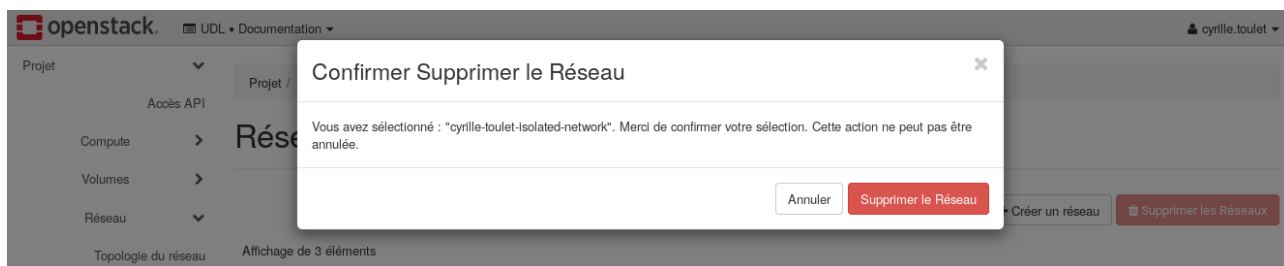 openstack. UDL • Documentation cyrille.toulet
Projet
Projet /
Confirmer Supprimer le Réseau
Accès API
Vous avez sélectionné : "cyrille-toulet-isolated-network". Merci de confirmer votre sélection. Cette action ne peut pas être
annulée.
Compute
Volumes
Annuler Supprimer le Réseau
Réseau
Créer un réseau Supprimer les Réseaux
Topologie du réseau
Affichage de 3 éléments